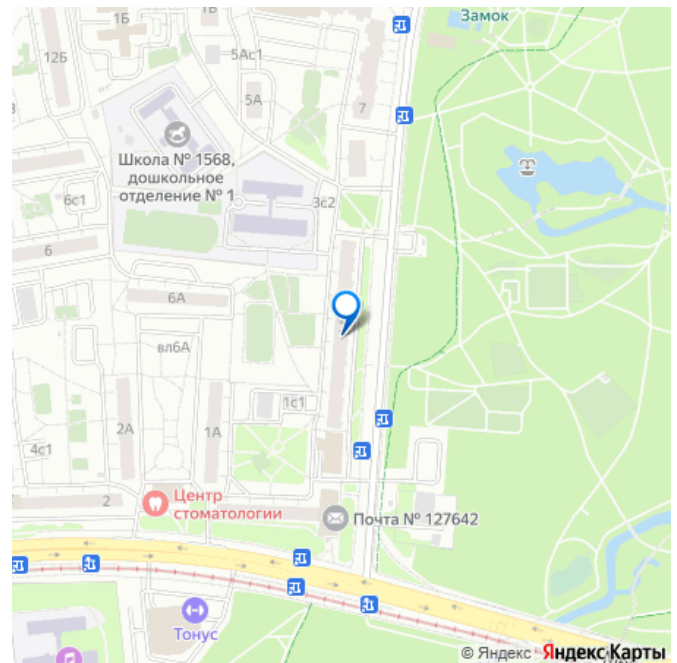 Замок
1Б
12Б
5Ас1
5А
7
Школа № 1568,
дошкольное
отделение № 1
3с2
6с1
6
6А
вл6А
1с1
2А
1А
4с1
2
Центр
стоматологии
Почта № 127642
Тонус
© Яндекс Яндекс Карты